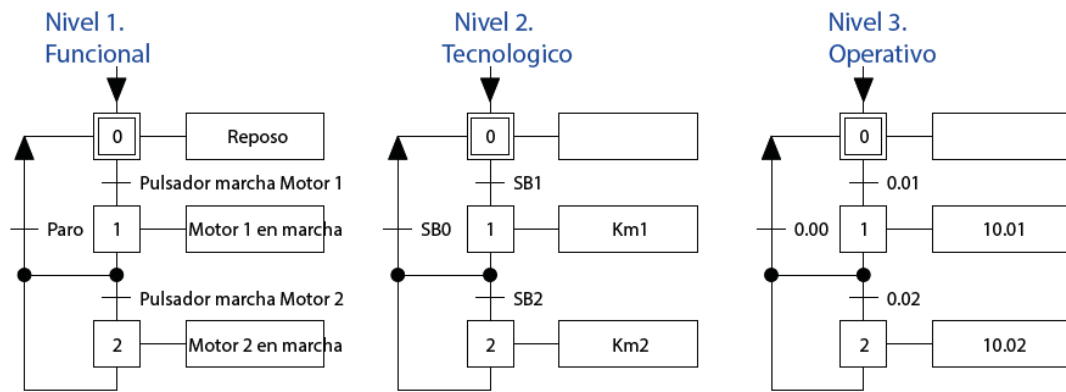 Nivel 1.
Funcional
0
Reposo
Pulsador marcha Motor 1
Paro
1
Motor 1 en marcha
Pulsador marcha Motor 2
2
Motor 2 en marcha
Nivel 2.
Tecnologico
0
SB1
SB0
1
Km1
SB2
2
Km2
Nivel 3.
Operativo
0
0.01
0.00
1
10.01
0.02
2
10.02